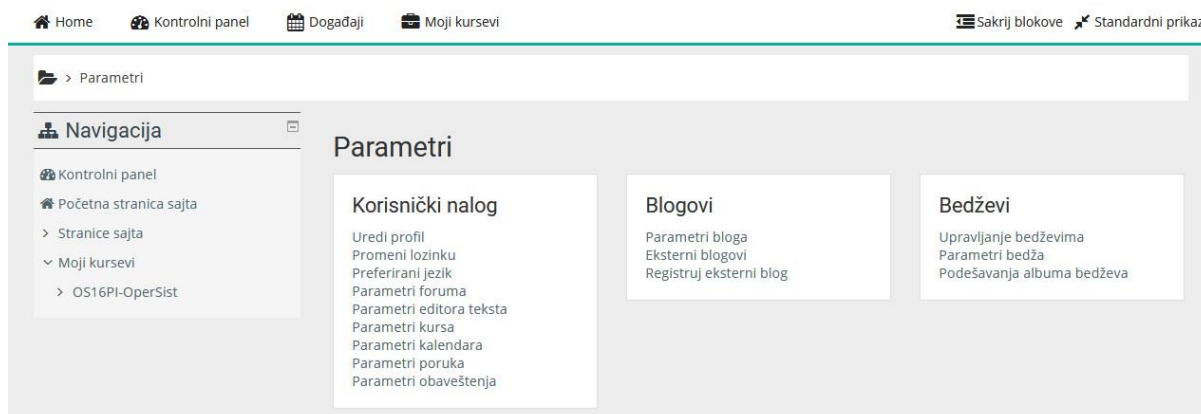 Home Kontrolni panel Događaji Moji kursevi Sakrij blokove Standardni prikaz
> Parametri
Navigacija
Kontrolni panel
Početna stranica sajta
> Stranice sajta
Moji kursevi
> OS16PI-OperSist
Parametri
Korisnički nalog
Uredi profil
Promeni lozinku
Preferirani jezik
Parametri foruma
Parametri editora teksta
Parametri kursa
Parametri kalendara
Parametri poruka
Parametri obaveštenja
Blogovi
Parametri bloga
Eksterni blogovi
Registruj eksterni blog
Bedževi
Upravljanje bedževima
Parametri bedža
Podešavanja albuma bedževa